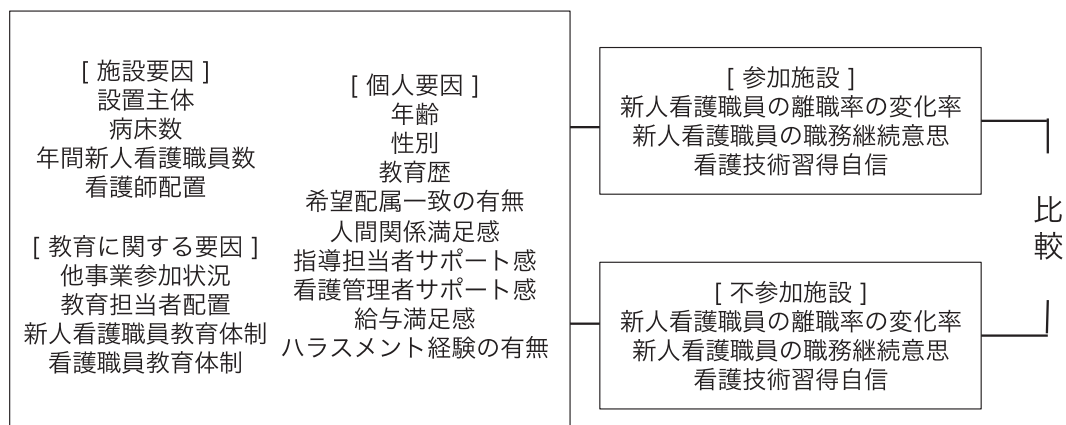 [ 施設要因 ]
設置主体
病床数
年間新人看護職員数
看護師配置
[ 教育に関する要因 ]
他事業参加状況
教育担当者配置
新人看護職員教育体制
看護職員教育体制
[ 個人要因 ]
年齢
性別
教育歴
希望配属一致の有無
人間関係満足感
指導担当者サポート感
看護管理者サポート感
給与満足感
ハラスメント経験の有無
[ 参加施設 ]
新人看護職員の離職率の変化率
新人看護職員の職務継続意思
看護技術習得自信
[ 不参加施設 ]
新人看護職員の離職率の変化率
新人看護職員の職務継続意思
看護技術習得自信
比較